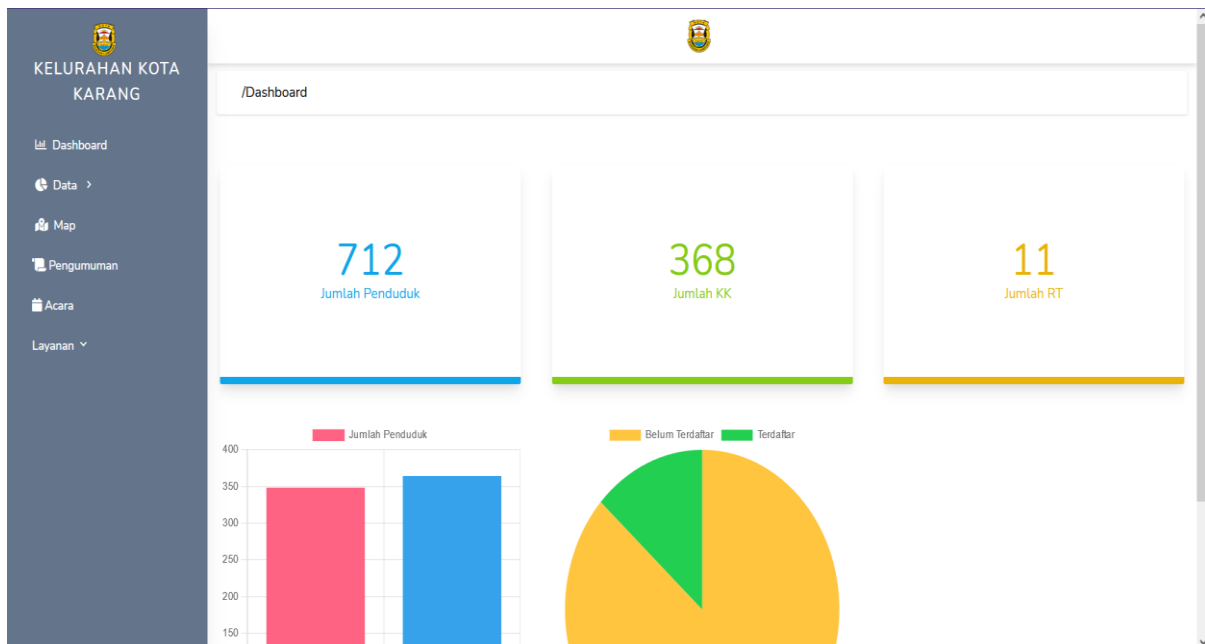 KELURAHAN KOTA
KARANG
Dashboard
Data
Map
Pengumuman
Acara
Layanan
/Dashboard
712
Jumlah Penduduk
368
Jumlah KK
11
Jumlah RT
Jumlah Penduduk
400
350
300
250
200
150
Belum Terdaftar Terdaftar